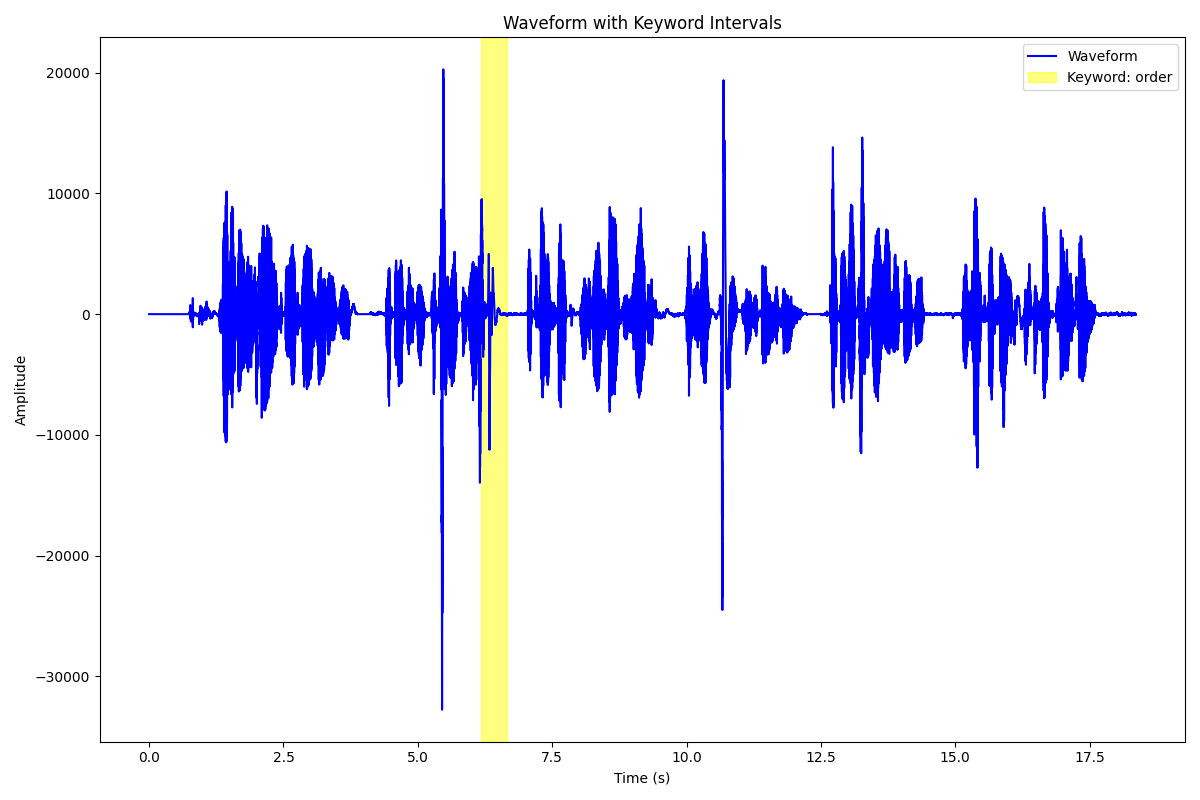 Waveform with Keyword Intervals
Waveform
Keyword: order
20000
10000
0
−10000
−20000
−30000
Amplitude
0.0 2.5 5.0 7.5 10.0 12.5 15.0 17.5
Time (s)